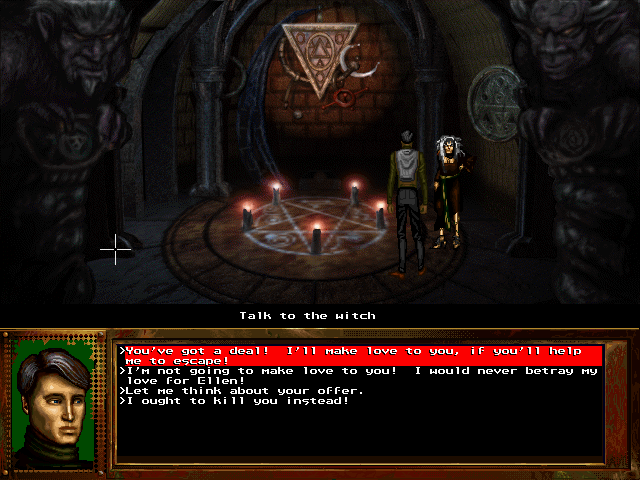 Talk to the witch
>You've got a deal!  I'll make love to you, if you'll help
me to escape!
>I'm not going to make love to you!  I would never betray my
love for Ellen!
>Let me think about your offer.
>I ought to kill you instead!